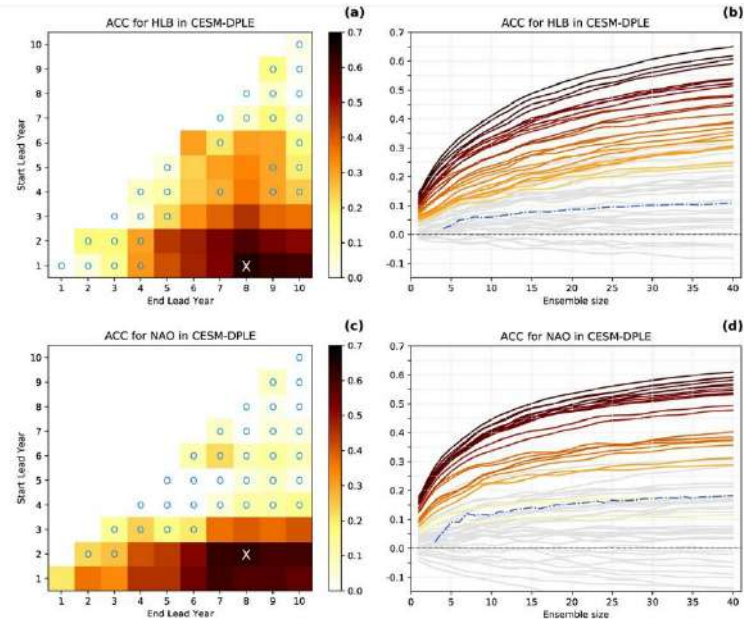 ACC for HLB in CESM-DPLE
(a)
Start Lead Year
10
9
8
7
6
5
4
3
2
1
X
1 2 3 4 5 6 7 8 9 10
End Lead Year
0.7
0.6
0.5
0.4
0.3
0.2
0.1
0.0
ACC for HLB in CESM-DPLE
(b)
0.7
0.6
0.5
0.4
0.3
0.2
0.1
0.0
-0.1
1 5 10 15 20 25 30 35 40
Ensemble size
ACC for NAO in CESM-DPLE
(c)
Start Lead Year
10
9
8
7
6
5
4
3
2
1
X
1 2 3 4 5 6 7 8 9 10
End Lead Year
0.7
0.6
0.5
0.4
0.3
0.2
0.1
0.0
ACC for NAO in CESM-DPLE
(d)
0.7
0.6
0.5
0.4
0.3
0.2
0.1
0.0
-0.1
1 5 10 15 20 25 30 35 40
Ensemble size